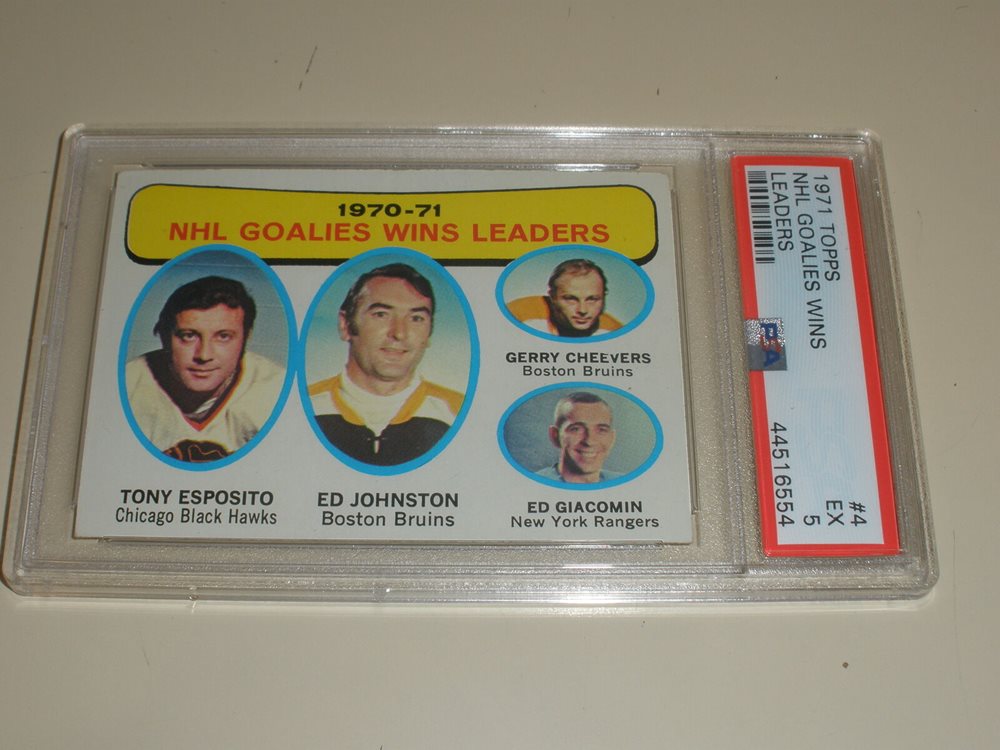 1970-71
NHL GOALIES WINS LEADERS
TONY ESPOSITO
Chicago Black Hawks
ED JOHNSTON
Boston Bruins
GERRY CHEEVERS
Boston Bruins
ED GIACOMIN
New York Rangers
1971 TOPPS
NHL GOALIES WINS
LEADERS
#4
EX
5
PSA
44516554